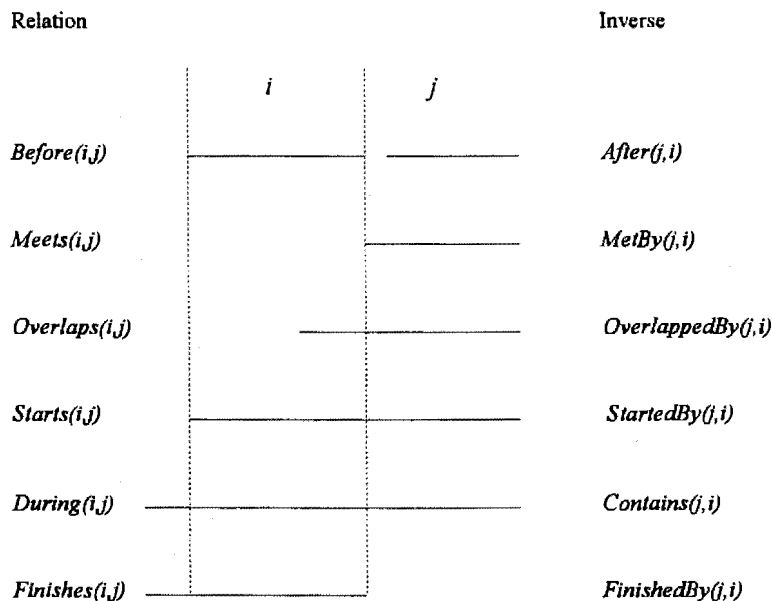 Relation Inverse
i j
Before(i,j) After(j,i)
Meets(i,j) MetBy(j,i)
Overlaps(i,j) OverlappedBy(j,i)
Starts(i,j) StartedBy(j,i)
During(i,j) Contains(j,i)
Finishes(i,j) FinishedBy(j,i)